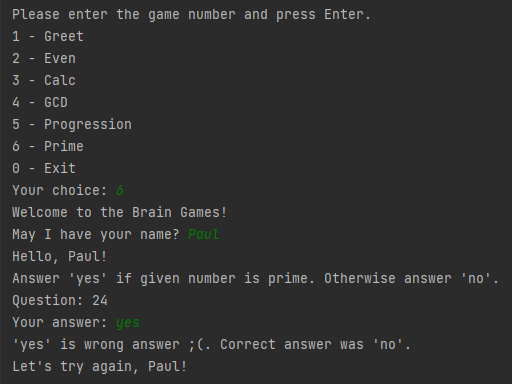 Please enter the game number and press Enter.
1 - Greet
2 - Even
3 - Calc
4 - GCD
5 - Progression
6 - Prime
0 - Exit
Your choice: 6
Welcome to the Brain Games!
May I have your name? Paul
Hello, Paul!
Answer 'yes' if given number is prime. Otherwise answer 'no'.
Question: 24
Your answer: yes
'yes' is wrong answer ;(. Correct answer was 'no'.
Let's try again, Paul!